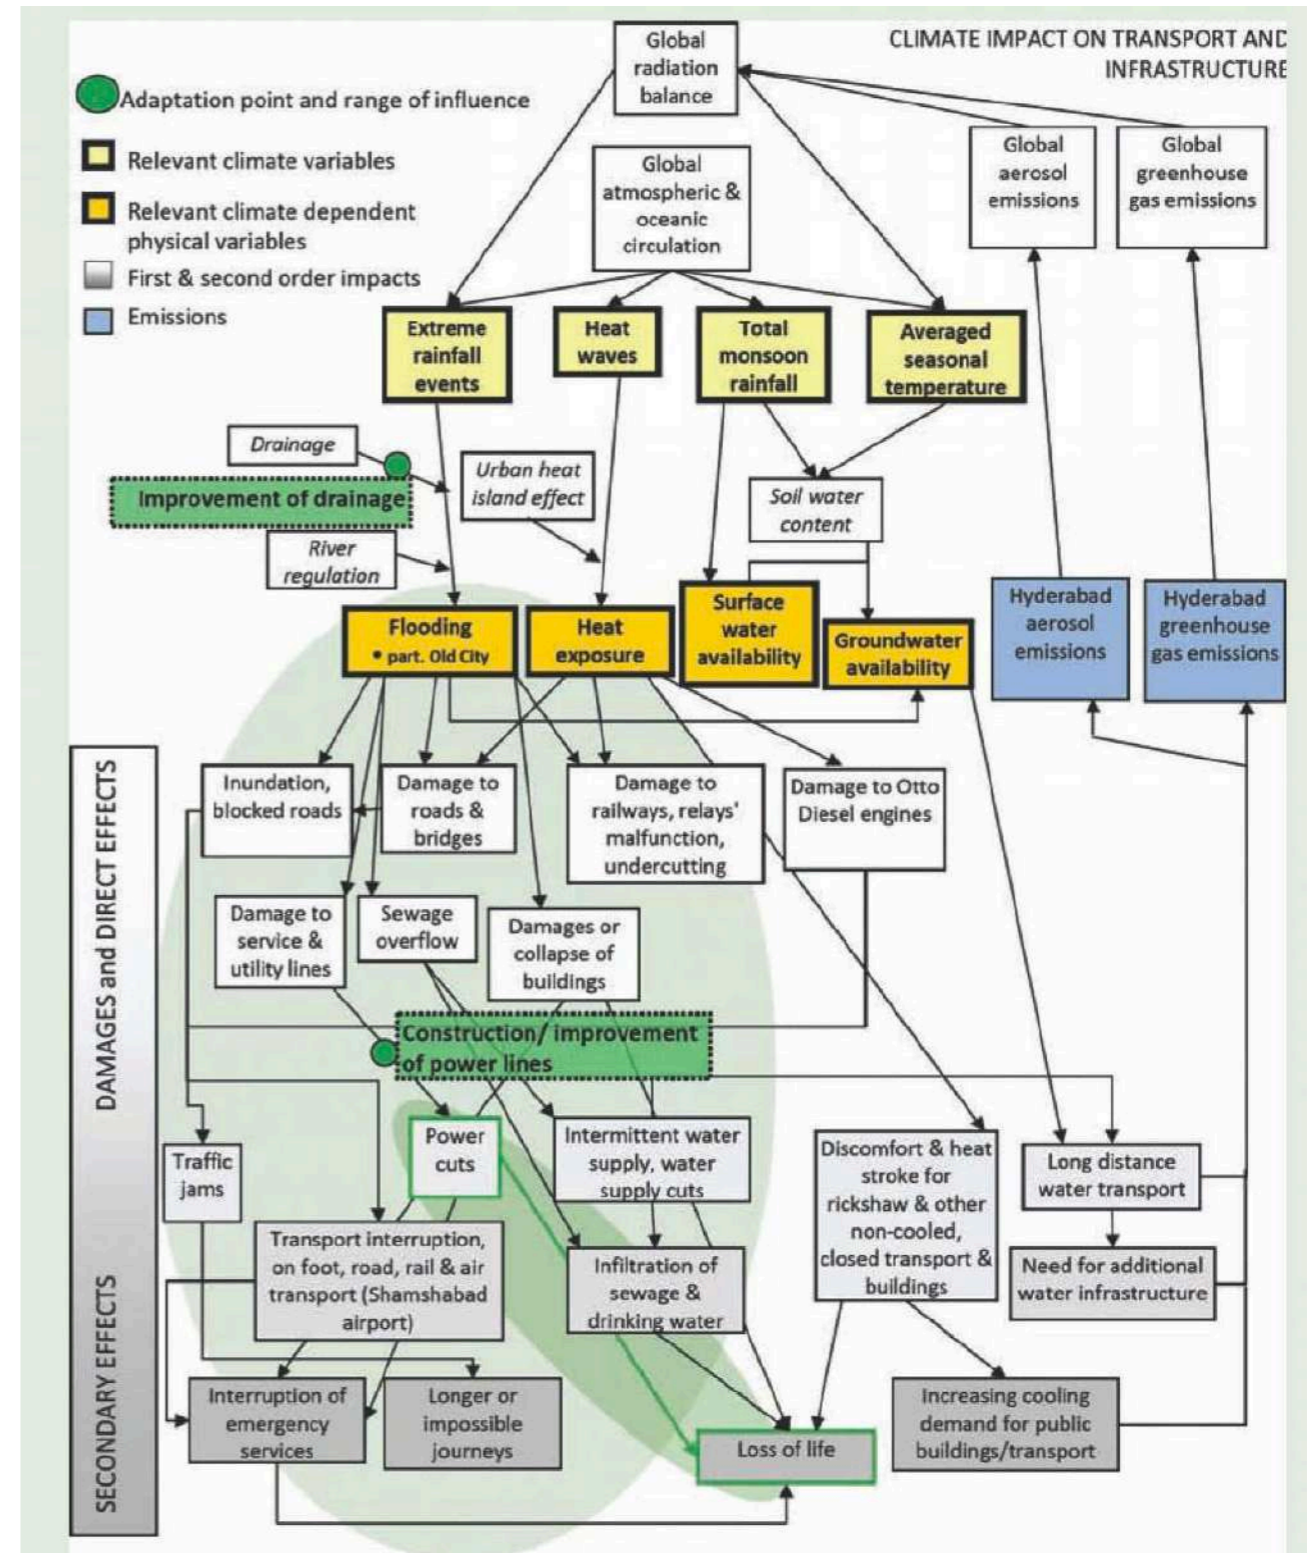 CLIMATE IMPACT ON TRANSPORT AND
INFRASTRUCTURE
Adaptation point and range of influence
Relevant climate variables
Relevant climate dependent
physical variables
First & second order impacts
Emissions
Global
radiation
balance
Global
atmospheric &
oceanic
circulation
Global
aerosol
emissions
Global
greenhouse
gas emissions
Extreme
rainfall
events
Heat
waves
Total
monsoon
rainfall
Averaged
seasonal
temperature
Drainage
Improvement of drainage
Urban heat
island effect
River
regulation
Soil water
content
Flooding
• part. Old City
Heat
exposure
Surface
water
availability
Groundwater
availability
Hyderabad
aerosol
emissions
Hyderabad
greenhouse
gas emissions
DAMAGES and DIRECT EFFECTS
SECONDARY EFFECTS
Inundation,
blocked roads
Damage to
roads &
bridges
Damage to
railways, relays'
malfunction,
undercutting
Damage to Otto
Diesel engines
Damage to
service &
utility lines
Sewage
overflow
Damages or
collapse of
buildings
Construction/ improvement
of power lines
Power
cuts
Intermittent water
supply, water
supply cuts
Discomfort & heat
stroke for
rickshaw & other
non-cooled,
closed transport &
buildings
Long distance
water transport
Traffic
jams
Transport interruption,
on foot, road, rail & air
transport (Shamshabad
airport)
Infiltration of
sewage &
drinking water
Need for additional
water infrastructure
Interruption of
emergency
services
Longer or
impossible
journeys
Loss of life
Increasing cooling
demand for public
buildings/transport